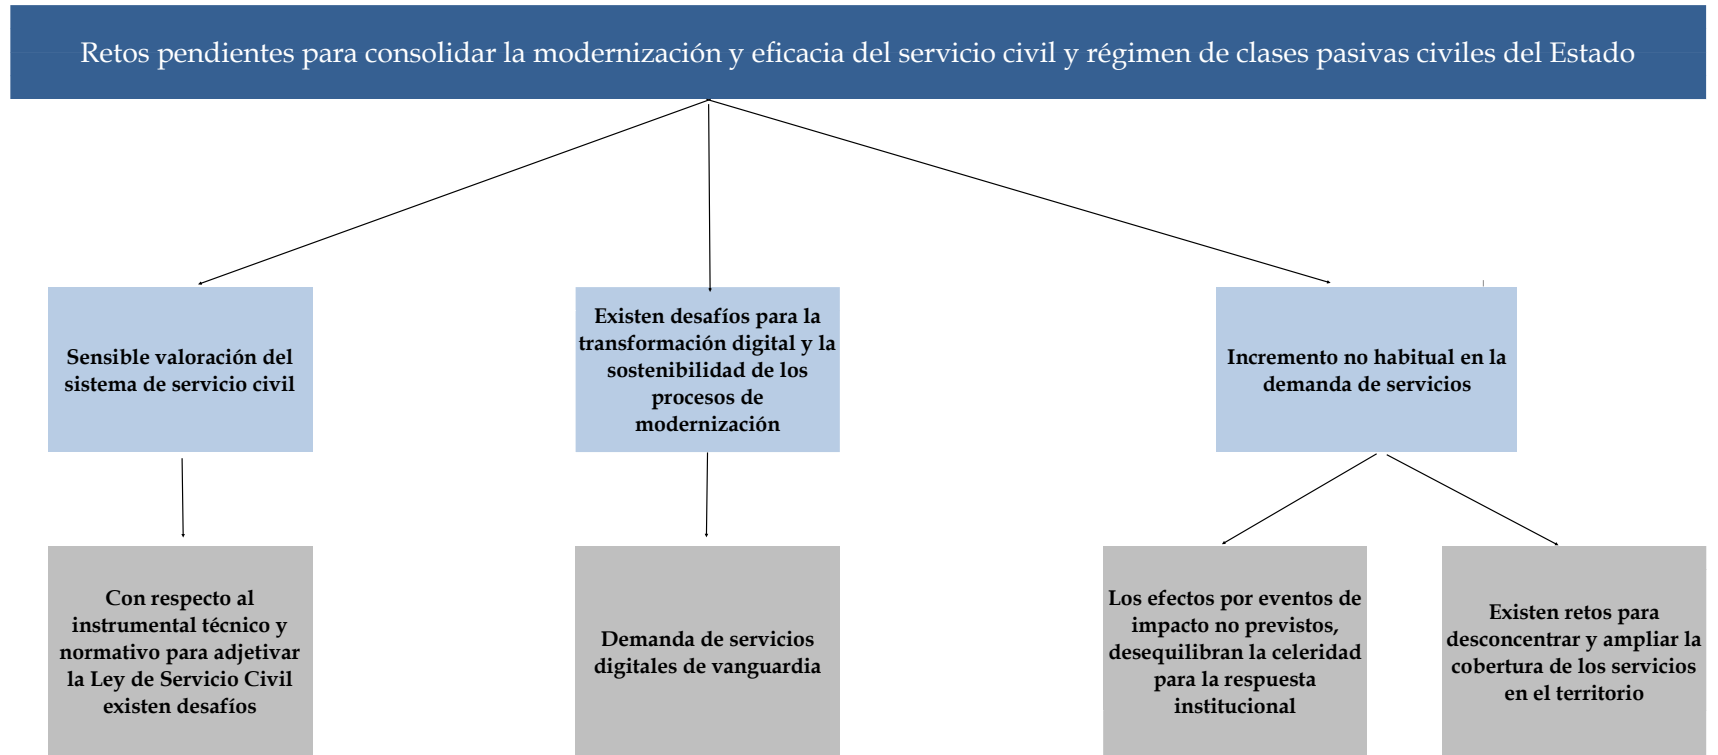 Retos pendientes para consolidar la modernización y eficacia del servicio civil y régimen de clases pasivas civiles del Estado
Sensible valoración del
sistema de servicio civil
Existen desafíos para la
transformación digital y la
sostenibilidad de los
procesos de
modernización
Incremento no habitual en la
demanda de servicios
Con respecto al
instrumental técnico y
normativo para adjetivar
la Ley de Servicio Civil
existen desafíos
Demanda de servicios
digitales de vanguardia
Los efectos por eventos de
impacto no previstos,
desequilibran la celeridad
para la respuesta
institucional
Existen retos para
desconcentrar y ampliar la
cobertura de los servicios
en el territorio